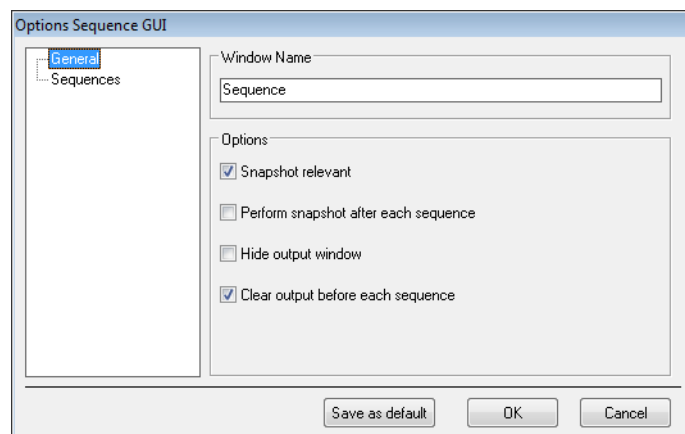 Options Sequence GUI
General
Sequences
Window Name
Sequence
Options
Snapshot relevant
Perform snapshot after each sequence
Hide output window
Clear output before each sequence
Save as default
OK
Cancel